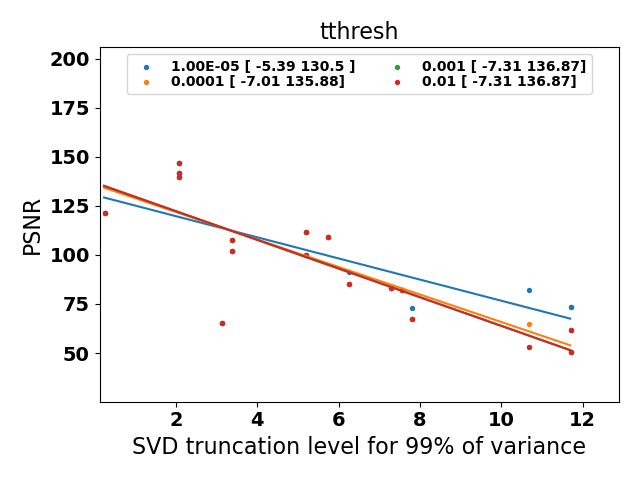 tthresh
1.00E-05 [ -5.39 130.5 ]
0.0001 [ -7.01 135.88]
0.001 [ -7.31 136.87]
0.01 [ -7.31 136.87]
200
175
150
125
100
75
50
PSNR
2 4 6 8 10 12
SVD truncation level for 99% of variance